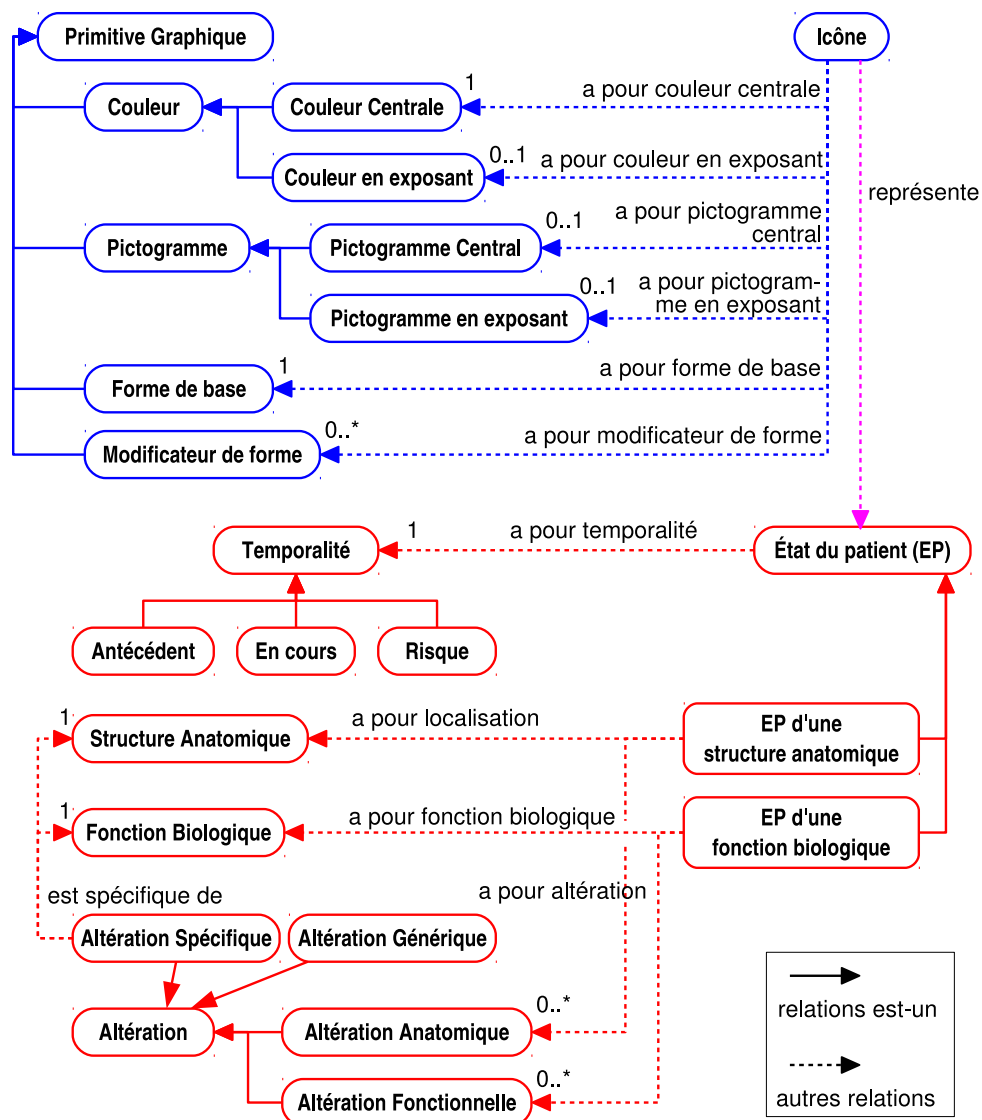 Primitive Graphique
Icône
Couleur
Couleur Centrale
1
a pour couleur centrale
Couleur en exposant
0..1
a pour couleur en exposant
représente
Pictogramme
Pictogramme Central
0..1
a pour pictogramme
central
Pictogramme en exposant
0..1
a pour pictogram-
me en exposant
Forme de base
1
a pour forme de base
Modificateur de forme
0..*
a pour modificateur de forme
Temporalité
1
a pour temporalité
État du patient (EP)
Antécédent
En cours
Risque
1
Structure Anatomique
a pour localisation
EP d'une
structure anatomique
1
Fonction Biologique
a pour fonction biologique
EP d'une
fonction biologique
est spécifique de
a pour altération
Altération Spécifique
Altération Générique
Altération
Altération Anatomique
0..*
Altération Fonctionnelle
0..*
relations est-un
autres relations